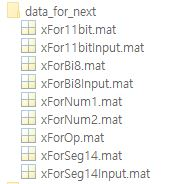 data_for_next
xFor11bit.mat
xFor11bitInput.mat
xForBi8.mat
xForBi8Input.mat
xForNum1.mat
xForNum2.mat
xForOp.mat
xForSeg14.mat
xForSeg14Input.mat